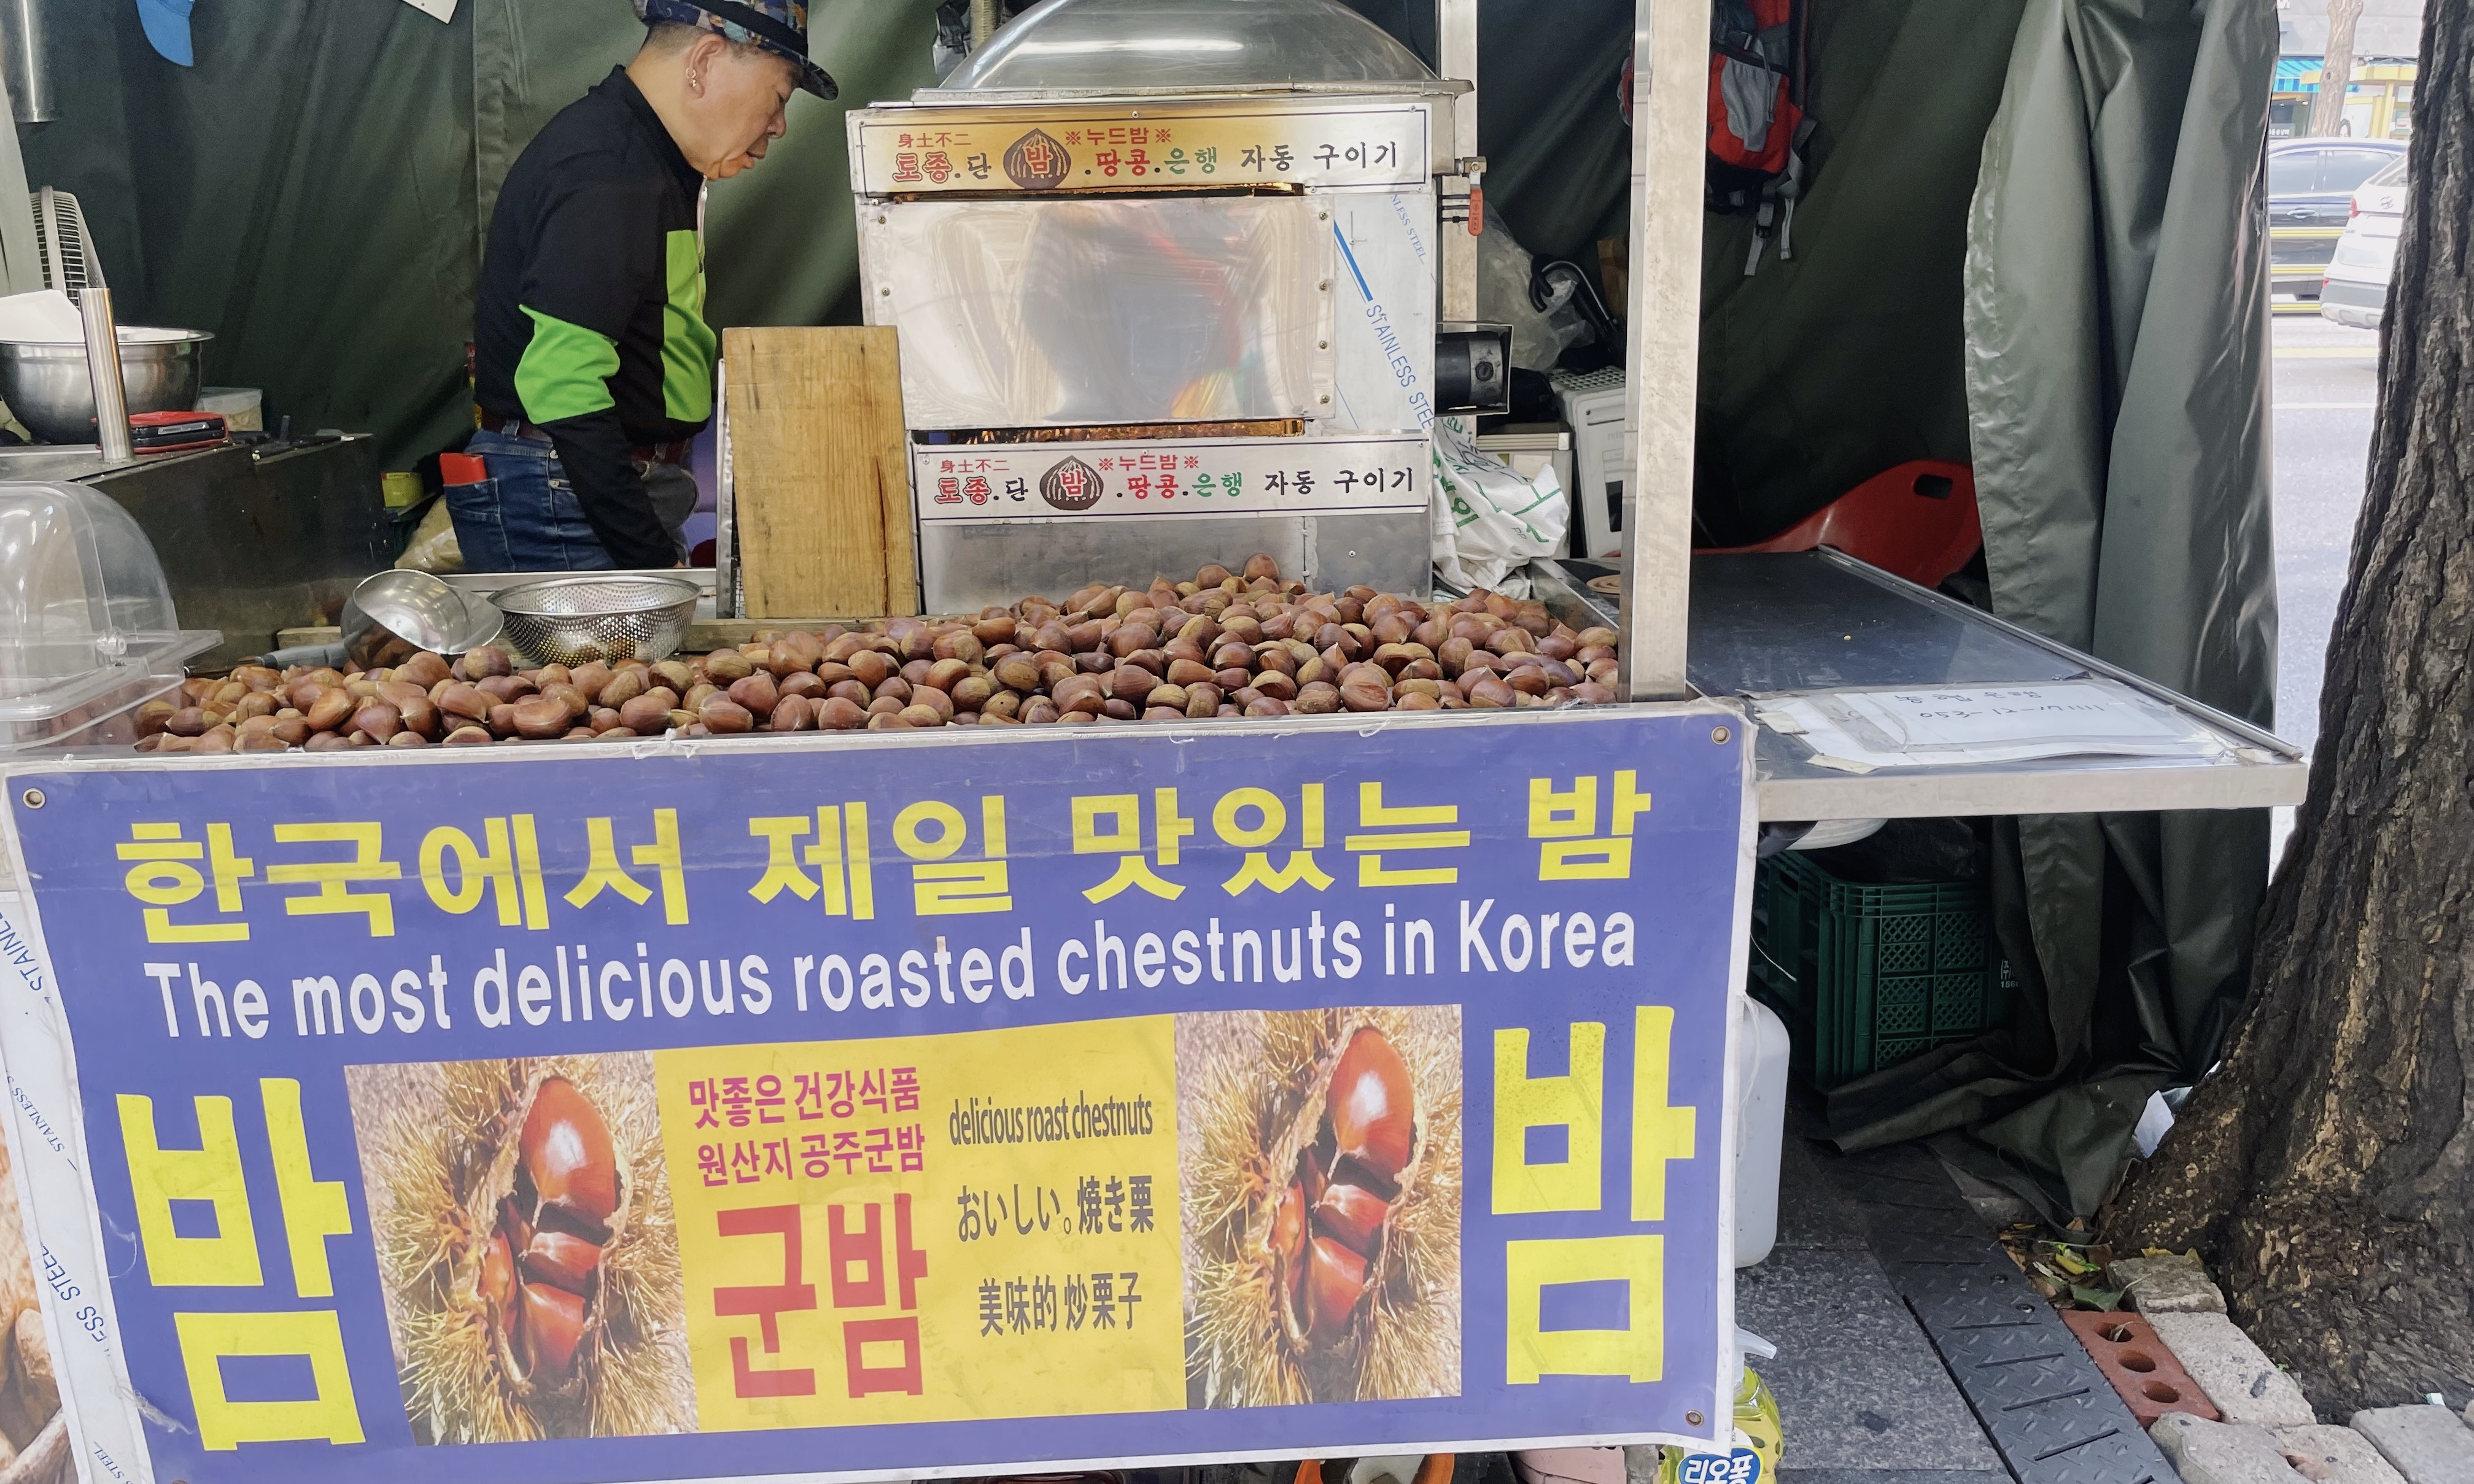 身土不二 ※누드밤※
토종.단 밤 .땅콩.은행 자동 구이기
STAINLESS STEEL
身土不二 ※누드밤※
토종.단 밤 .땅콩.은행 자동 구이기
한국에서 제일 맛있는 밤
The most delicious roasted chestnuts in Korea
밤
맛좋은 건강식품
원산지 공주군밤
군밤
delicious roast chestnuts
おいしい。焼き栗
美味的 炒栗子
밤
STAINLESS STEEL
리오퐁